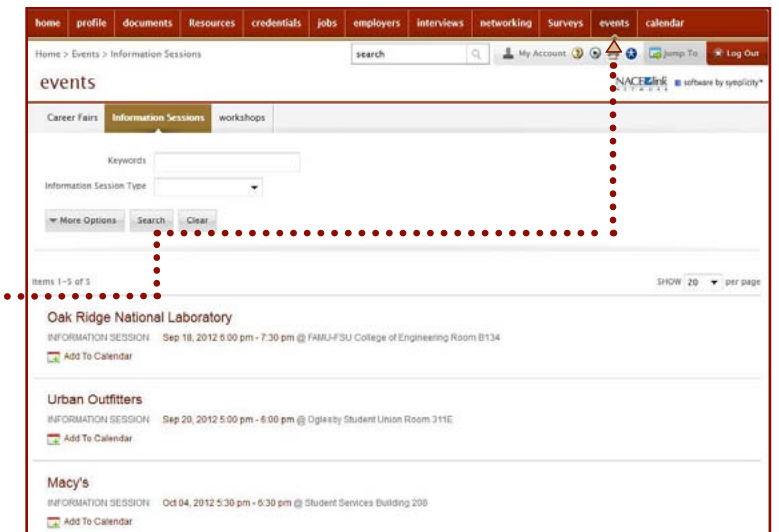 home profile documents Resources credentials jobs employers interviews networking Surveys events calendar
Home > Events > Information Sessions search My Account Jump To Log Out
events NACElink NETWORK software by symplicity
Career Fairs Information Sessions workshops
Keywords
Information Session Type
More Options Search Clear
Items 1-5 of 5 SHOW 20 per page
Oak Ridge National Laboratory
INFORMATION SESSION Sep 18, 2012 6:00 pm - 7:30 pm @ FAMU-FSU College of Engineering Room B134
Add To Calendar
Urban Outfitters
INFORMATION SESSION Sep 20, 2012 5:00 pm - 6:00 pm @ Oglesby Student Union Room 311E
Add To Calendar
Macy's
INFORMATION SESSION Oct 04, 2012 5:30 pm - 6:30 pm @ Student Services Building 208
Add To Calendar